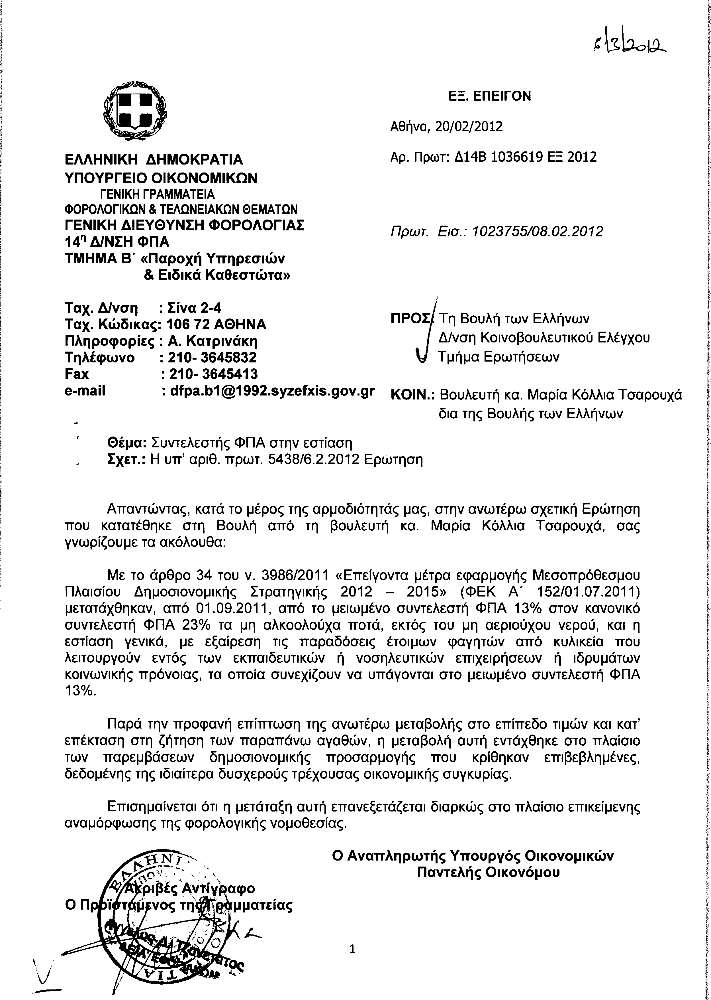 6/3/2012
ΕΞ. ΕΠΕΙΓΟΝ
Αθήνα, 20/02/2012
Αρ. Πρωτ: Δ14Β 1036619 ΕΞ 2012
ΕΛΛΗΝΙΚΗ ΔΗΜΟΚΡΑΤΙΑ
ΥΠΟΥΡΓΕΙΟ ΟΙΚΟΝΟΜΙΚΩΝ
ΓΕΝΙΚΗ ΓΡΑΜΜΑΤΕΙΑ
ΦΟΡΟΛΟΓΙΚΩΝ & ΤΕΛΩΝΕΙΑΚΩΝ ΘΕΜΑΤΩΝ
ΓΕΝΙΚΗ ΔΙΕΥΘΥΝΣΗ ΦΟΡΟΛΟΓΙΑΣ
14η Δ/ΝΣΗ ΦΠΑ
ΤΜΗΜΑ Β΄ «Παροχή Υπηρεσιών
& Ειδικά Καθεστώτα»
Πρωτ. Εισ.: 1023755/08.02.2012
Ταχ. Δ/νση : Σίνα 2-4
Ταχ. Κώδικας: 106 72 ΑΘΗΝΑ
Πληροφορίες : Α. Κατρινάκη
Τηλέφωνο : 210- 3645832
Fax : 210- 3645413
e-mail : dfpa.b1@1992.syzefxis.gov.gr
ΠΡΟΣ: Τη Βουλή των Ελλήνων
Δ/νση Κοινοβουλευτικού Ελέγχου
Τμήμα Ερωτήσεων
ΚΟΙΝ.: Βουλευτή κα. Μαρία Κόλλια Τσαρουχά
δια της Βουλής των Ελλήνων
Θέμα: Συντελεστής ΦΠΑ στην εστίαση
Σχετ.: Η υπ’ αριθ. πρωτ. 5438/6.2.2012 Ερωτηση
Απαντώντας, κατά το μέρος της αρμοδιότητάς μας, στην ανωτέρω σχετική Ερώτηση
που κατατέθηκε στη Βουλή από τη βουλευτή κα. Μαρία Κόλλια Τσαρουχά, σας
γνωρίζουμε τα ακόλουθα:
Με το άρθρο 34 του ν. 3986/2011 «Επείγοντα μέτρα εφαρμογής Μεσοπρόθεσμου
Πλαισίου Δημοσιονομικής Στρατηγικής 2012 – 2015» (ΦΕΚ Α΄ 152/01.07.2011)
μετατάχθηκαν, από 01.09.2011, από το μειωμένο συντελεστή ΦΠΑ 13% στον κανονικό
συντελεστή ΦΠΑ 23% τα μη αλκοολούχα ποτά, εκτός του μη αεριούχου νερού, και η
εστίαση γενικά, με εξαίρεση τις παραδόσεις έτοιμων φαγητών από κυλικεία που
λειτουργούν εντός των εκπαιδευτικών ή νοσηλευτικών επιχειρήσεων ή ιδρυμάτων
κοινωνικής πρόνοιας, τα οποία συνεχίζουν να υπάγονται στο μειωμένο συντελεστή ΦΠΑ
13%.
Παρά την προφανή επίπτωση της ανωτέρω μεταβολής στο επίπεδο τιμών και κατ’
επέκταση στη ζήτηση των παραπάνω αγαθών, η μεταβολή αυτή εντάχθηκε στο πλαίσιο
των παρεμβάσεων δημοσιονομικής προσαρμογής που κρίθηκαν επιβεβλημένες,
δεδομένης της ιδιαίτερα δυσχερούς τρέχουσας οικονομικής συγκυρίας.
Επισημαίνεται ότι η μετάταξη αυτή επανεξετάζεται διαρκώς στο πλαίσιο επικείμενης
αναμόρφωσης της φορολογικής νομοθεσίας.
Ο Αναπληρωτής Υπουργός Οικονομικών
Παντελής Οικονόμου
Ακριβές Αντίγραφο
Ο Προϊστάμενος της Γραμματείας
1